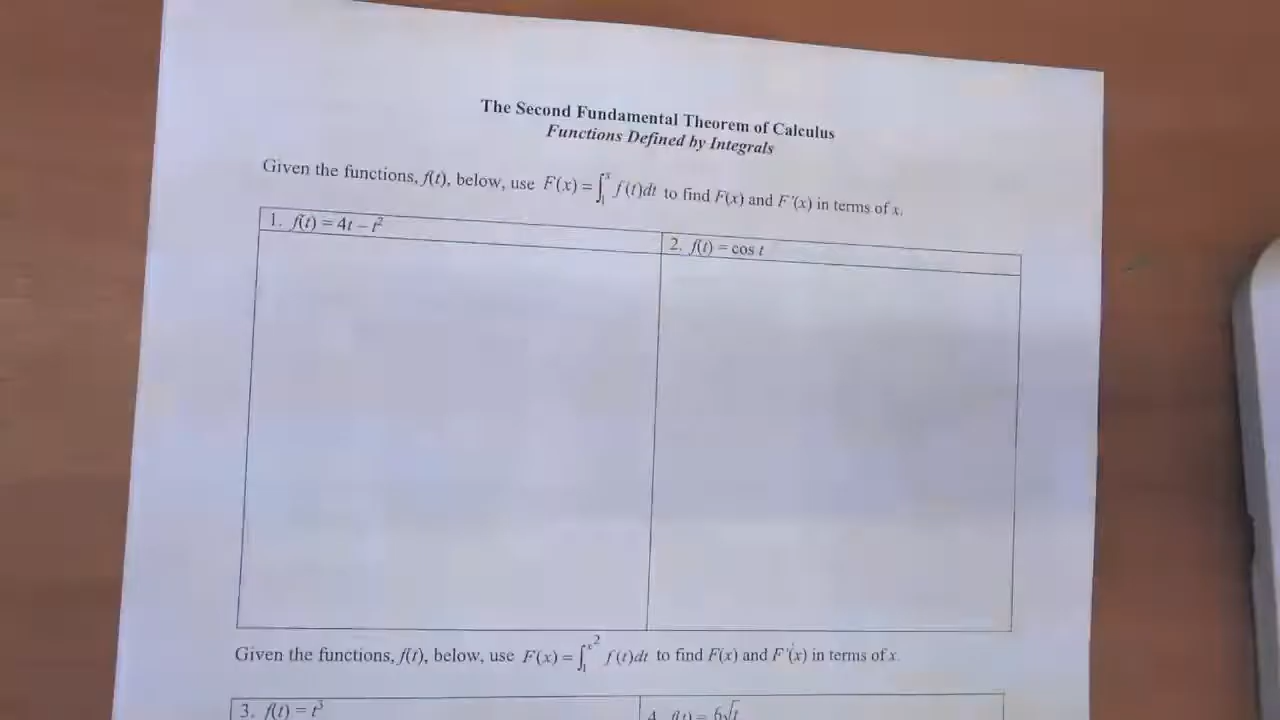 The Second Fundamental Theorem of Calculus
Functions Defined by Integrals
Given the functions, f(t), below, use F(x) = ∫₁ˣ f(t)dt to find F(x) and F'(x) in terms of x.
1. f(t) = 4t – t²
2. f(t) = cos t
Given the functions, f(t), below, use F(x) = ∫₁^(x²) f(t)dt to find F(x) and F'(x) in terms of x.
3. f(t) = t³
4. f(t) = 6√t